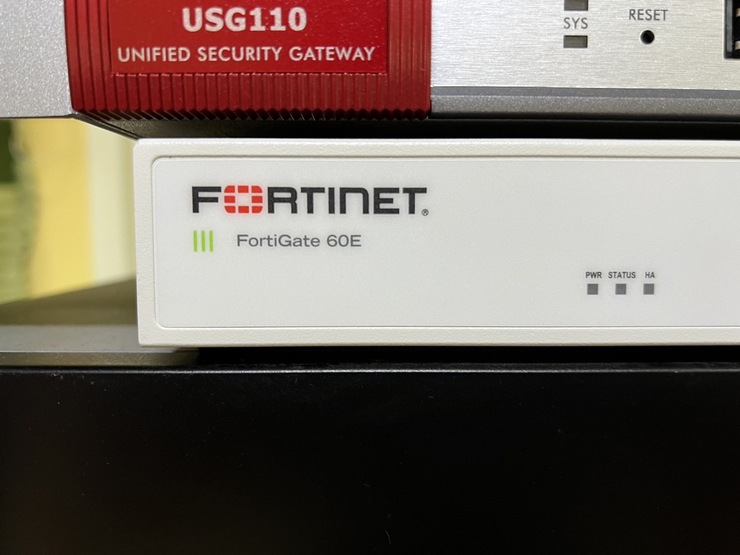 USG110
UNIFIED SECURITY GATEWAY
SYS
RESET
FORTINET®
FortiGate 60E
PWR STATUS HA